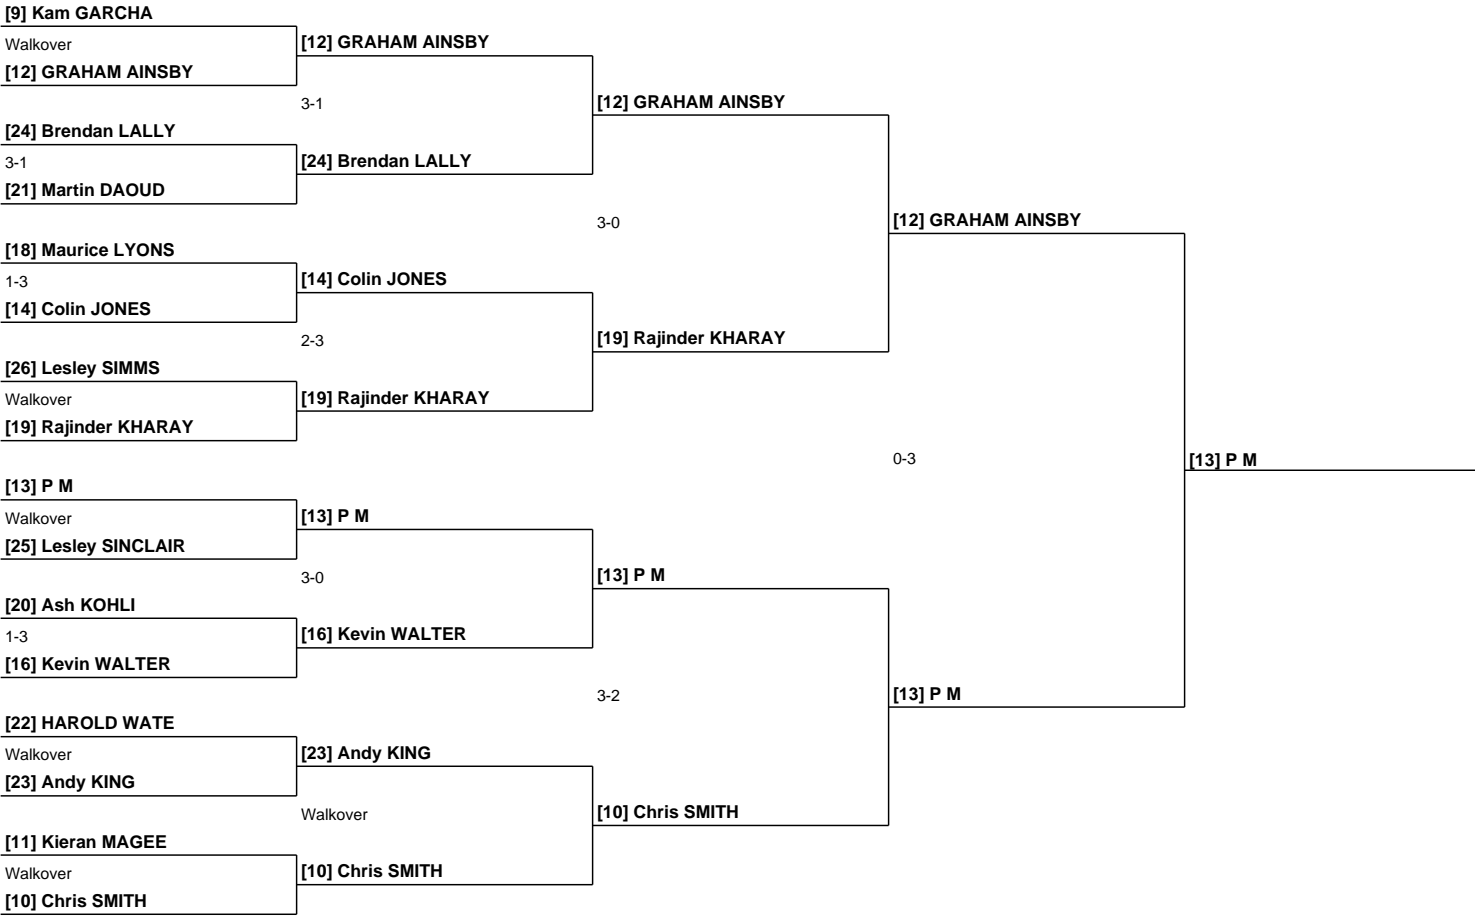 [9] Kam GARCHA
Walkover
[12] GRAHAM AINSBY
[12] GRAHAM AINSBY
3-1
[12] GRAHAM AINSBY
[24] Brendan LALLY
3-1
[24] Brendan LALLY
[21] Martin DAOUD
3-0
[12] GRAHAM AINSBY
[18] Maurice LYONS
1-3
[14] Colin JONES
[14] Colin JONES
2-3
[19] Rajinder KHARAY
[26] Lesley SIMMS
Walkover
[19] Rajinder KHARAY
[19] Rajinder KHARAY
0-3
[13] P M
[13] P M
Walkover
[13] P M
[25] Lesley SINCLAIR
3-0
[13] P M
[20] Ash KOHLI
1-3
[16] Kevin WALTER
[16] Kevin WALTER
3-2
[13] P M
[22] HAROLD WATE
Walkover
[23] Andy KING
[23] Andy KING
Walkover
[10] Chris SMITH
[11] Kieran MAGEE
Walkover
[10] Chris SMITH
[10] Chris SMITH